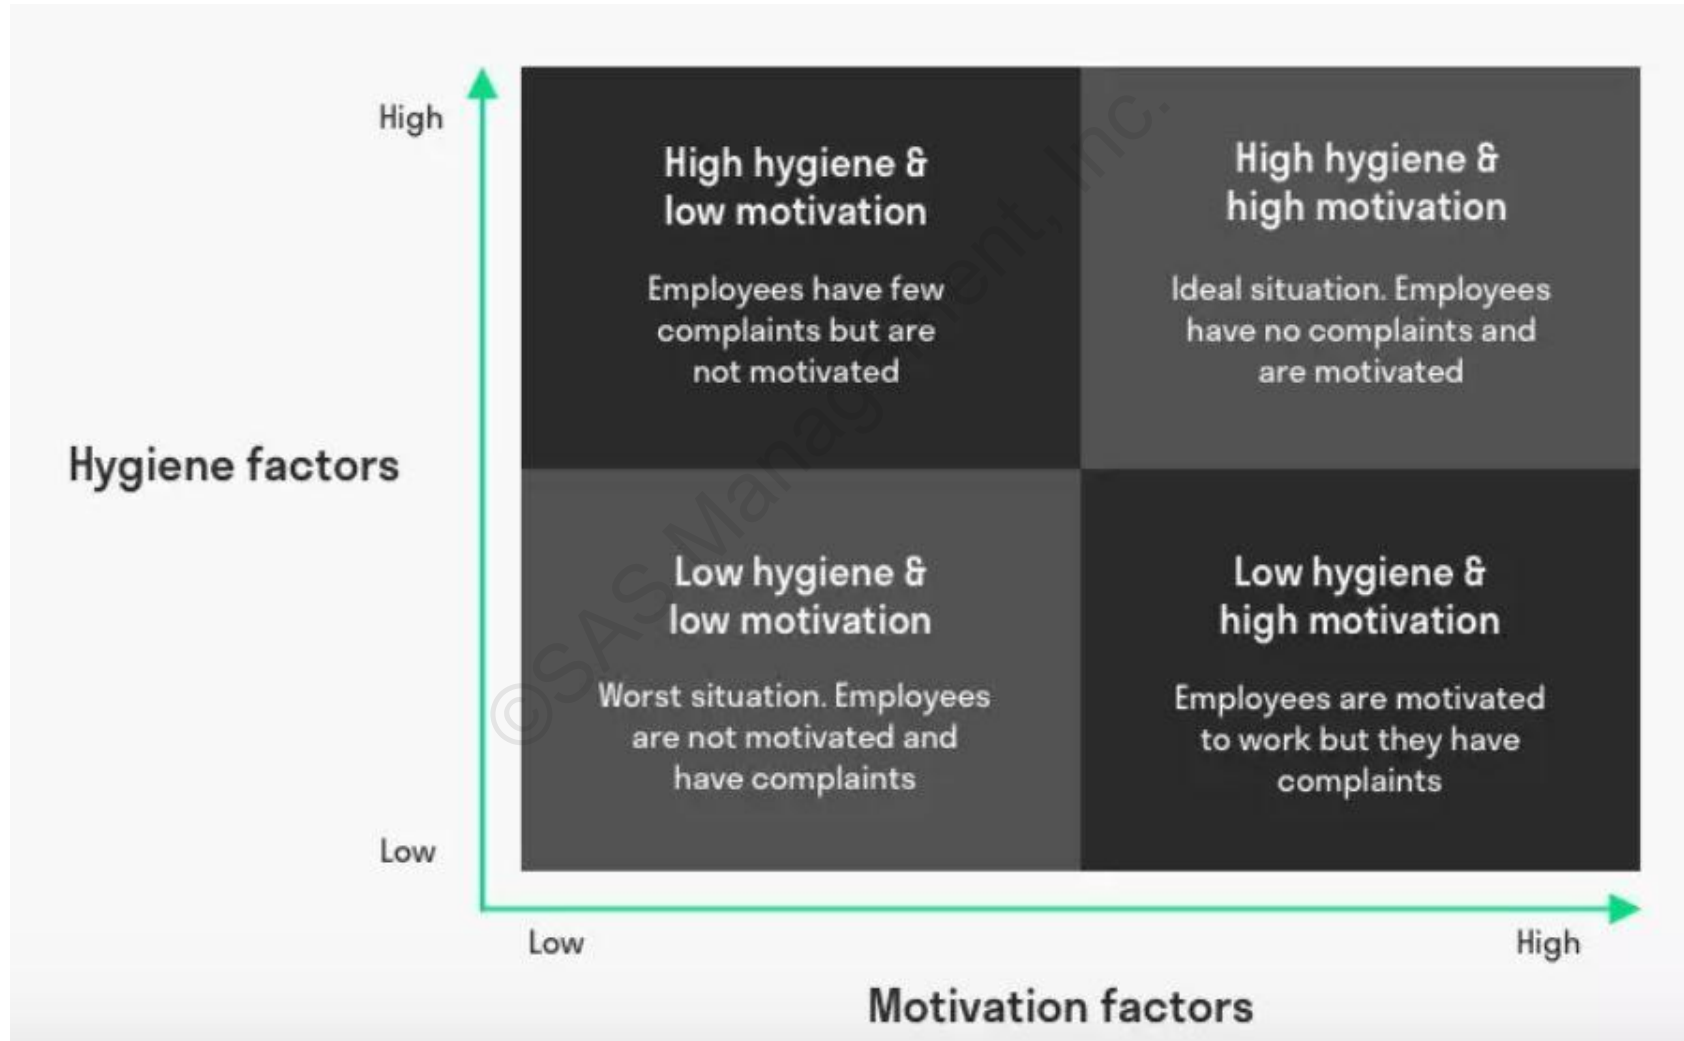 High
High hygiene &
low motivation
Employees have few
complaints but are
not motivated
High hygiene &
high motivation
Ideal situation. Employees
have no complaints and
are motivated
Hygiene factors
Low hygiene &
low motivation
Worst situation. Employees
are not motivated and
have complaints
Low hygiene &
high motivation
Employees are motivated
to work but they have
complaints
Low
Low
High
Motivation factors
©SAS Management, Inc.